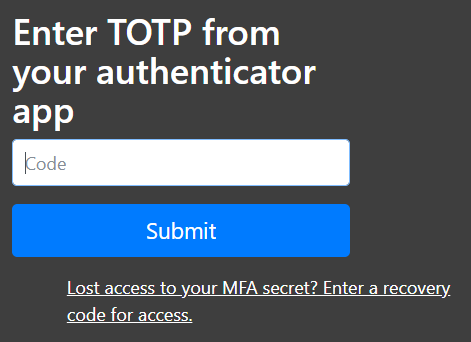 Enter TOTP from
your authenticator
app
Code
Submit
Lost access to your MFA secret? Enter a recovery
code for access.